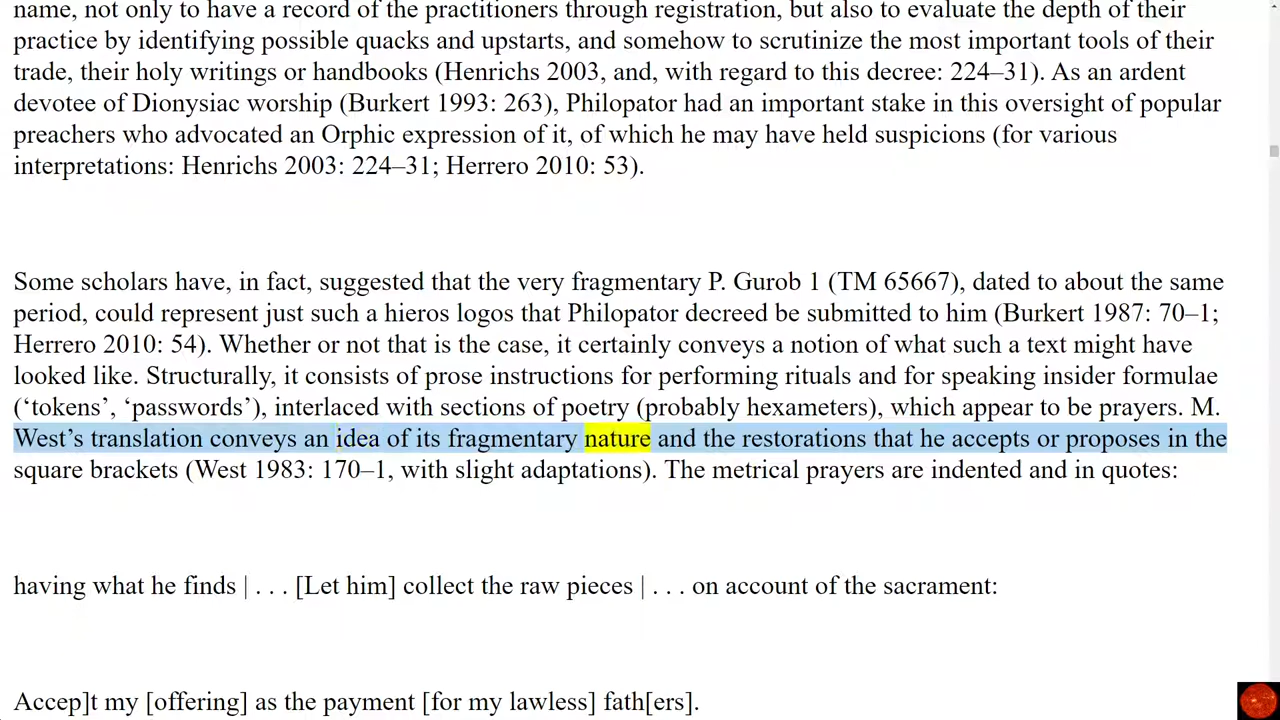 name, not only to have a record of the practitioners through registration, but also to evaluate the depth of their
practice by identifying possible quacks and upstarts, and somehow to scrutinize the most important tools of their
trade, their holy writings or handbooks (Henrichs 2003, and, with regard to this decree: 224–31). As an ardent
devotee of Dionysiac worship (Burkert 1993: 263), Philopator had an important stake in this oversight of popular
preachers who advocated an Orphic expression of it, of which he may have held suspicions (for various
interpretations: Henrichs 2003: 224–31; Herrero 2010: 53).
Some scholars have, in fact, suggested that the very fragmentary P. Gurob 1 (TM 65667), dated to about the same
period, could represent just such a hieros logos that Philopator decreed be submitted to him (Burkert 1987: 70–1;
Herrero 2010: 54). Whether or not that is the case, it certainly conveys a notion of what such a text might have
looked like. Structurally, it consists of prose instructions for performing rituals and for speaking insider formulae
(‘tokens’, ‘passwords’), interlaced with sections of poetry (probably hexameters), which appear to be prayers. M.
West’s translation conveys an idea of its fragmentary nature and the restorations that he accepts or proposes in the
square brackets (West 1983: 170–1, with slight adaptations). The metrical prayers are indented and in quotes:
having what he finds | . . . [Let him] collect the raw pieces | . . . on account of the sacrament:
Accep]t my [offering] as the payment [for my lawless] fath[ers].